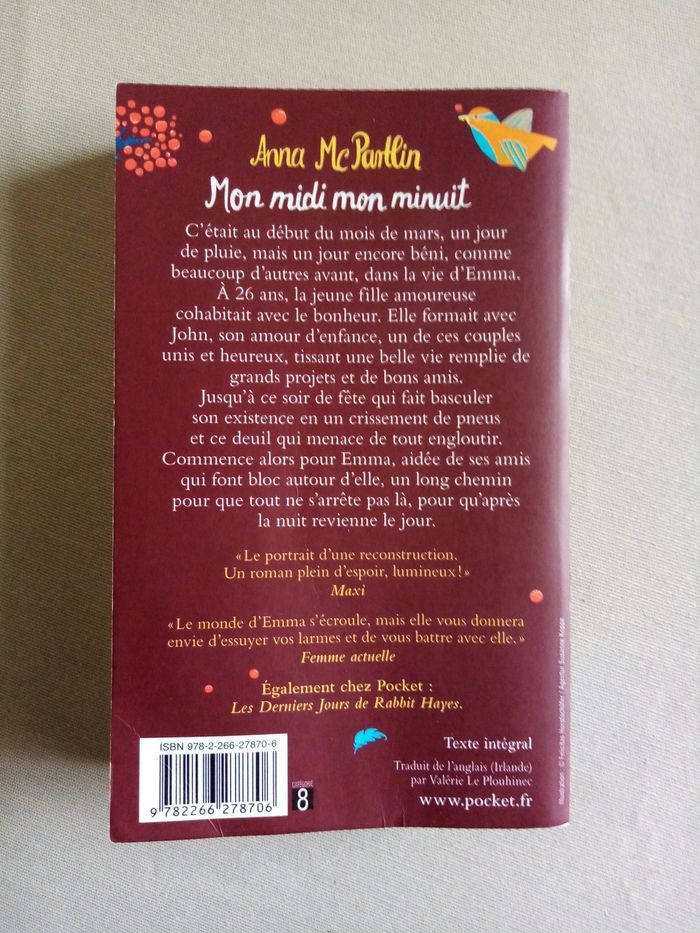 Anna McPartlin
Mon midi mon minuit
C'était au début du mois de mars, un jour
de pluie, mais un jour encore béni, comme
beaucoup d'autres avant, dans la vie d'Emma.
À 26 ans, la jeune fille amoureuse
cohabitait avec le bonheur. Elle formait avec
John, son amour d'enfance, un de ces couples
unis et heureux, tissant une belle vie remplie de
grands projets et de bons amis.
Jusqu'à ce soir de fête qui fait basculer
son existence en un crissement de pneus
et ce deuil qui menace de tout engloutir.
Commence alors pour Emma, aidée de ses amis
qui font bloc autour d'elle, un long chemin
pour que tout ne s'arrête pas là, pour qu'après
la nuit revienne le jour.
« Le portrait d'une reconstruction.
Un roman plein d'espoir, lumineux ! »
Maxi
« Le monde d'Emma s'écroule, mais elle vous donnera
envie d'essuyer vos larmes et de vous battre avec elle. »
Femme actuelle
Également chez Pocket :
Les Derniers Jours de Rabbit Hayes.
ISBN 978-2-266-27870-6
9 782266 278706
CATÉGORIE
8
Texte intégral
Traduit de l'anglais (Irlande)
par Valérie Le Plouhinec
www.pocket.fr
Illustration : © Felicitas Horstschäfer / Agentur Susanne Koppe